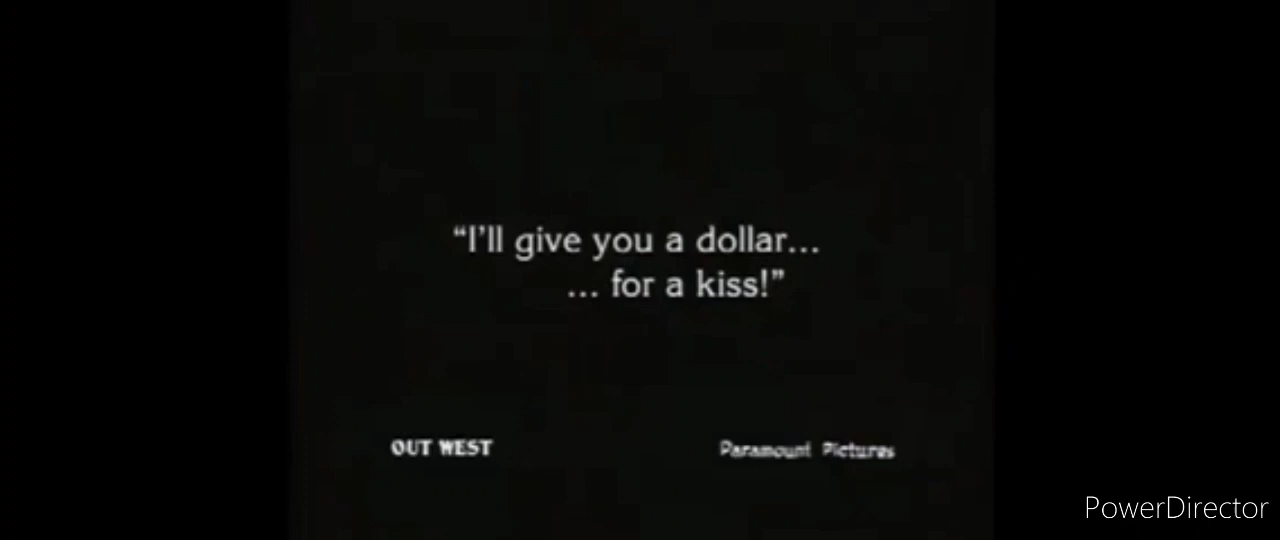 “I’ll give you a dollar...
... for a kiss!”
OUT WEST
Paramount Pictures
PowerDirector